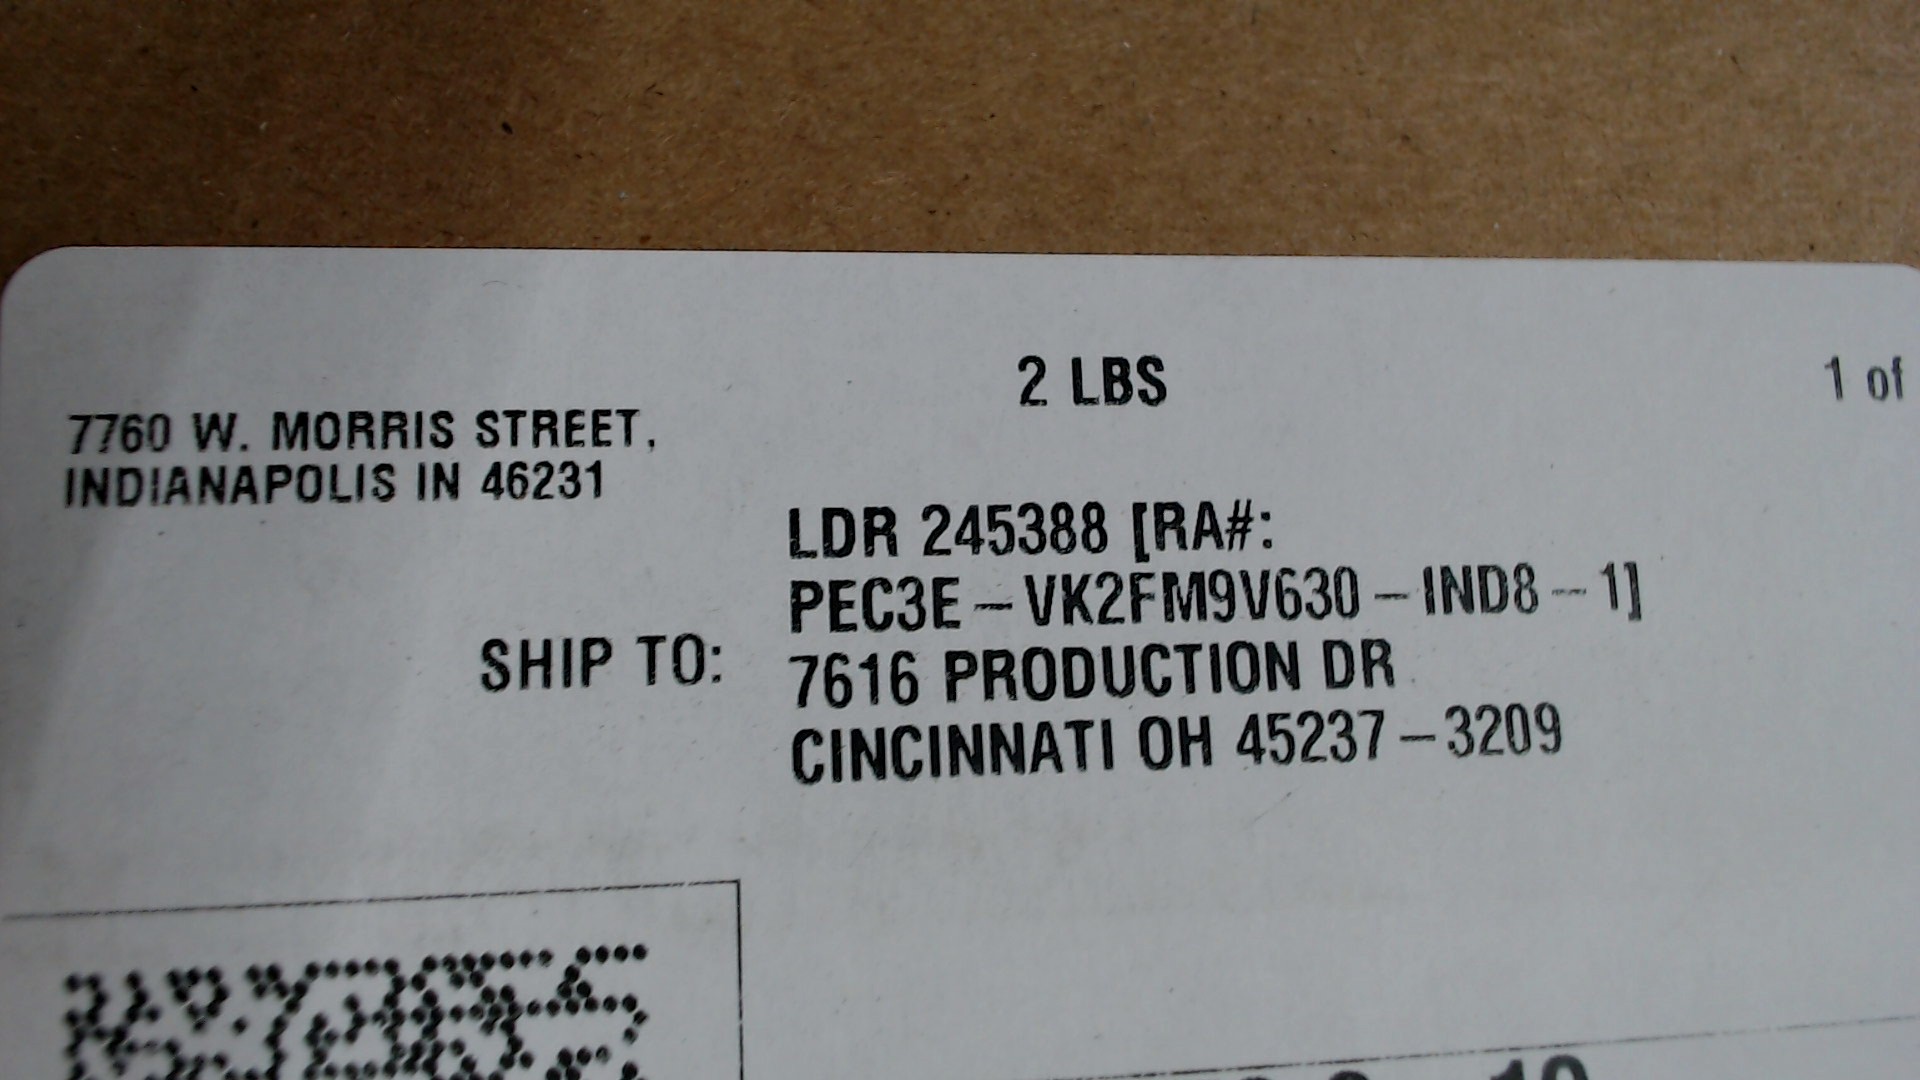 2 LBS
1 of
7760 W. MORRIS STREET,
INDIANAPOLIS IN 46231
LDR 245388 [RA#:
PEC3E-VK2FM9V630-IND8-1]
SHIP TO: 7616 PRODUCTION DR
CINCINNATI OH 45237-3209